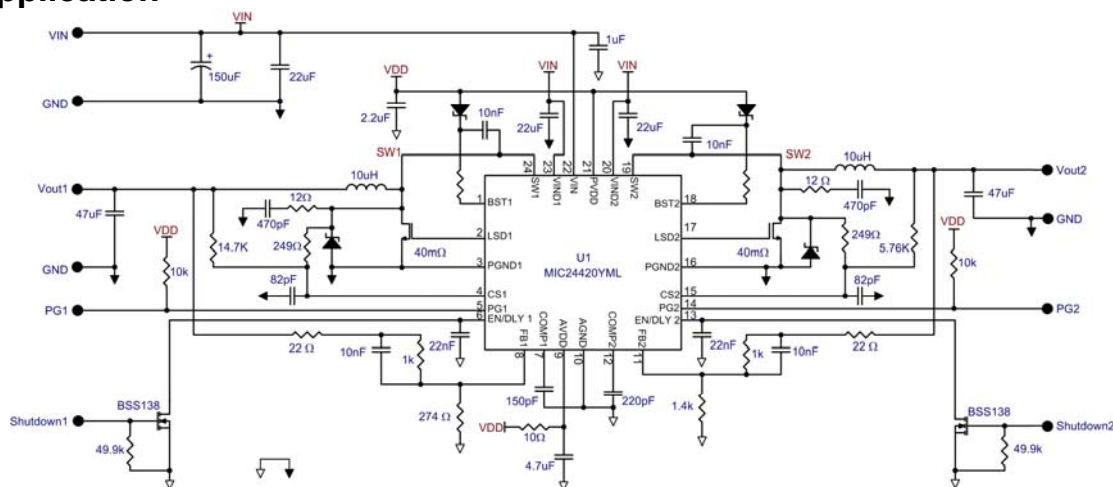 VIN
VIN
1uF
150uF
22uF
GND
VDD
VIN
VIN
10nF
2.2uF
22uF
22uF
10nF
SW1
SW2
24
23
22
21
20
19
SW1
VIND1
VIN
PVDD
VIND2
SW2
10uH
10uH
Vout1
Vout2
1
BST1
BST2
18
47uF
12Ω
470pF
12 Ω
470pF
47uF
GND
VDD
14.7K
249Ω
40mΩ
2
LSD1
LSD2
17
40mΩ
249Ω
5.76K
VDD
U1
MIC24420YML
3
PGND1
PGND2
16
GND
10k
82pF
4
CS1
CS2
15
82pF
10k
PG1
5
PG1
PG2
14
PG2
6
EN/DLY 1
EN/DLY 2
13
FB1
COMP1
AVDD
AGND
COMP2
FB2
8
7
9
10
12
11
22 Ω
10nF
1k
22nF
22nF
1k
10nF
22 Ω
150pF
220pF
274 Ω
1.4k
BSS138
BSS138
Shutdown1
Shutdown2
VDD
10Ω
49.9k
49.9k
4.7uF